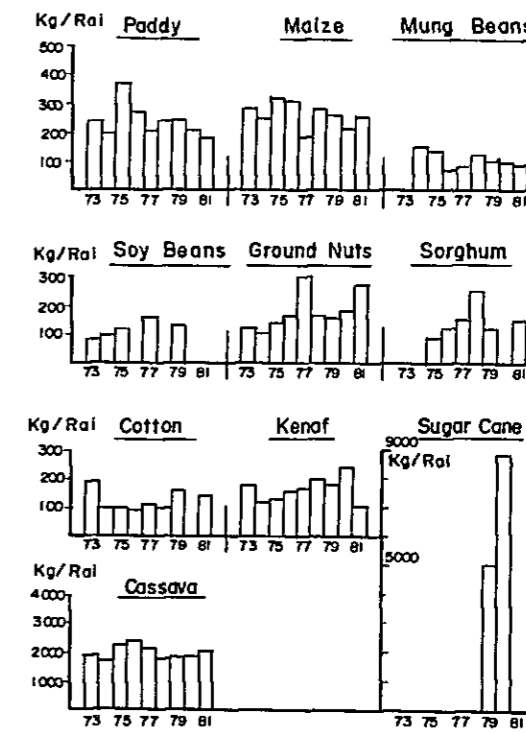 Kg/Rai Paddy Maize Mung Beans
500
400
300
200
100
73 75 77 79 81 73 75 77 79 81 73 75 77 79 81
Kg/Rai Soy Beans Ground Nuts Sorghum
300
200
100
73 75 77 79 81 73 75 77 79 81 73 75 77 79 81
Kg/Rai Cotton Kenaf Sugar Cane
300
200
100
73 75 77 79 81 73 75 77 79 81
9000
Kg/Rai
5000
73 75 77 79 81
Kg/Rai Cassava
4000
3000
2000
1000
73 75 77 79 81